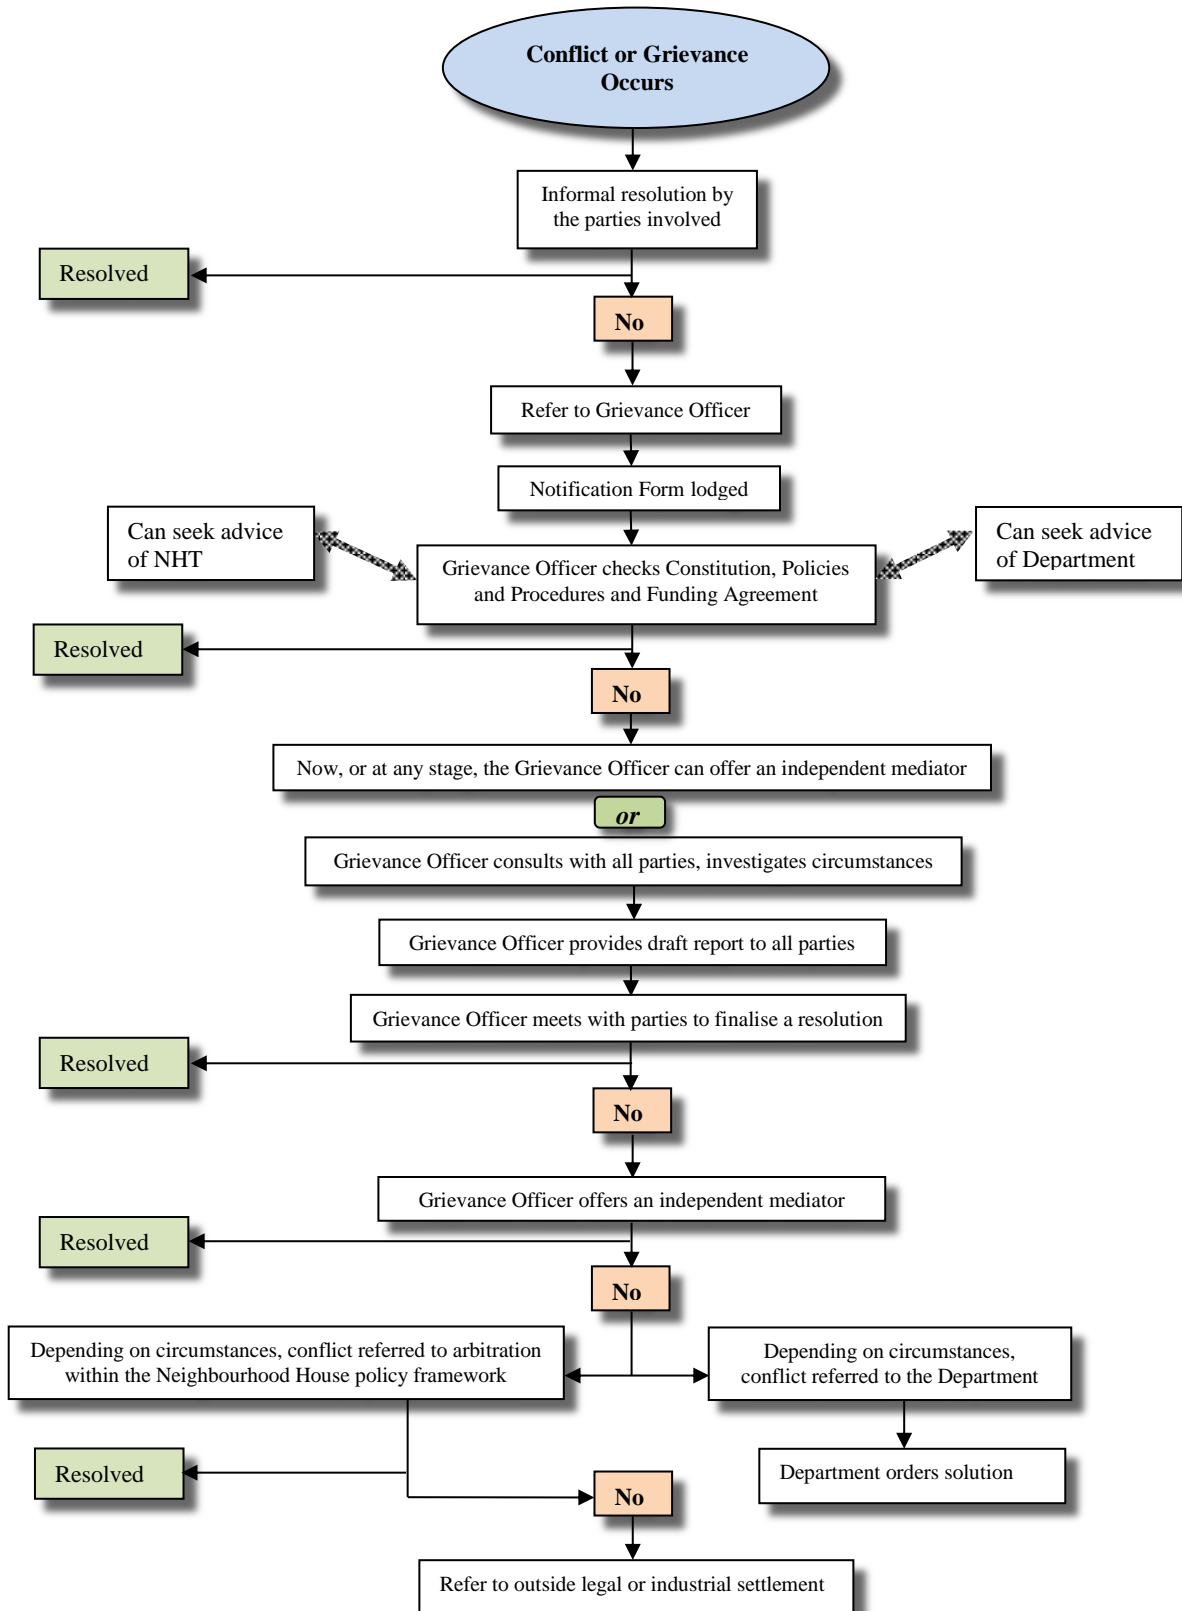 Conflict or Grievance
Occurs
Informal resolution by
the parties involved
Resolved
No
Refer to Grievance Officer
Notification Form lodged
Can seek advice
of NHT
Can seek advice
of Department
Grievance Officer checks Constitution, Policies
and Procedures and Funding Agreement
Resolved
No
Now, or at any stage, the Grievance Officer can offer an independent mediator
or
Grievance Officer consults with all parties, investigates circumstances
Grievance Officer provides draft report to all parties
Grievance Officer meets with parties to finalise a resolution
Resolved
No
Grievance Officer offers an independent mediator
Resolved
No
Depending on circumstances, conflict referred to arbitration
within the Neighbourhood House policy framework
Depending on circumstances,
conflict referred to the Department
Resolved
Department orders solution
No
Refer to outside legal or industrial settlement